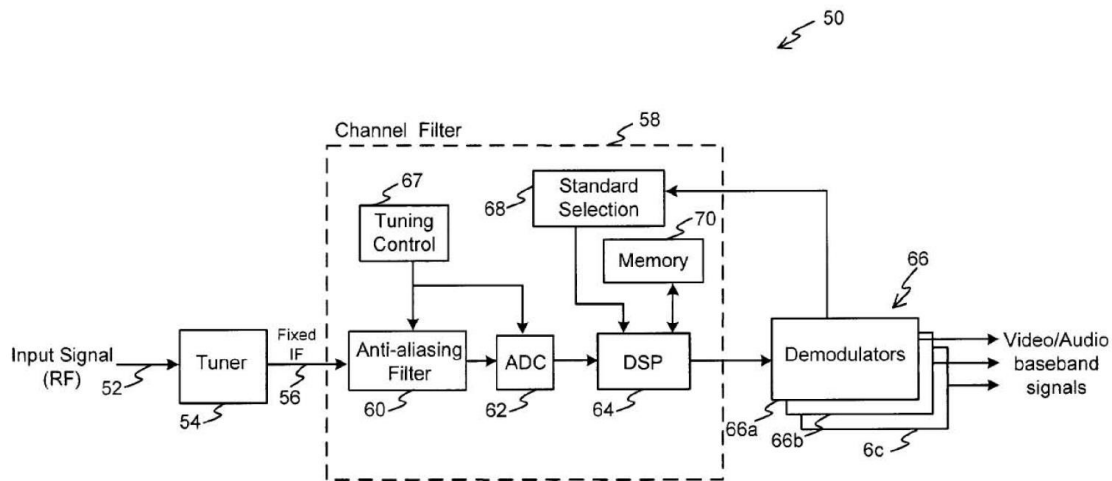 50
Channel Filter
58
67
Tuning
Control
68
Standard
Selection
70
Memory
66
Input Signal
(RF)
52
Tuner
54
Fixed
IF
56
Anti-aliasing
Filter
60
ADC
62
DSP
64
Demodulators
66a
66b
6c
Video/Audio
baseband
signals